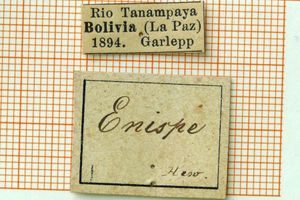 Rio Tanampaya
Bolivia (La Paz)
1894. Garlepp
Enispe
Hew.